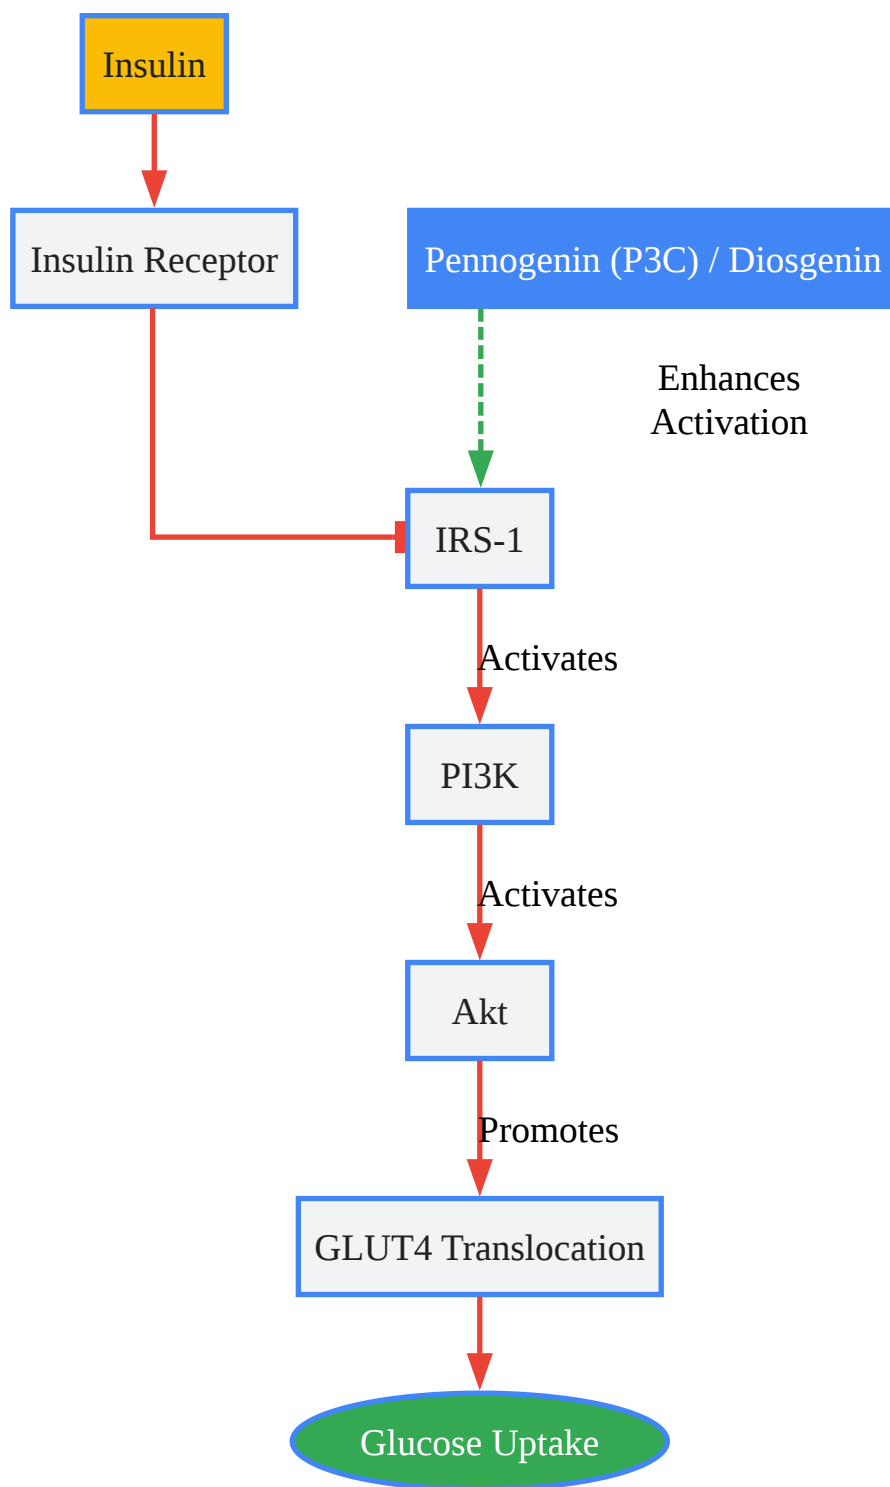 Insulin
Insulin Receptor
Pennogenin (P3C) / Diosgenin
Enhances
Activation
IRS-1
Activates
PI3K
Activates
Akt
Promotes
GLUT4 Translocation
Glucose Uptake